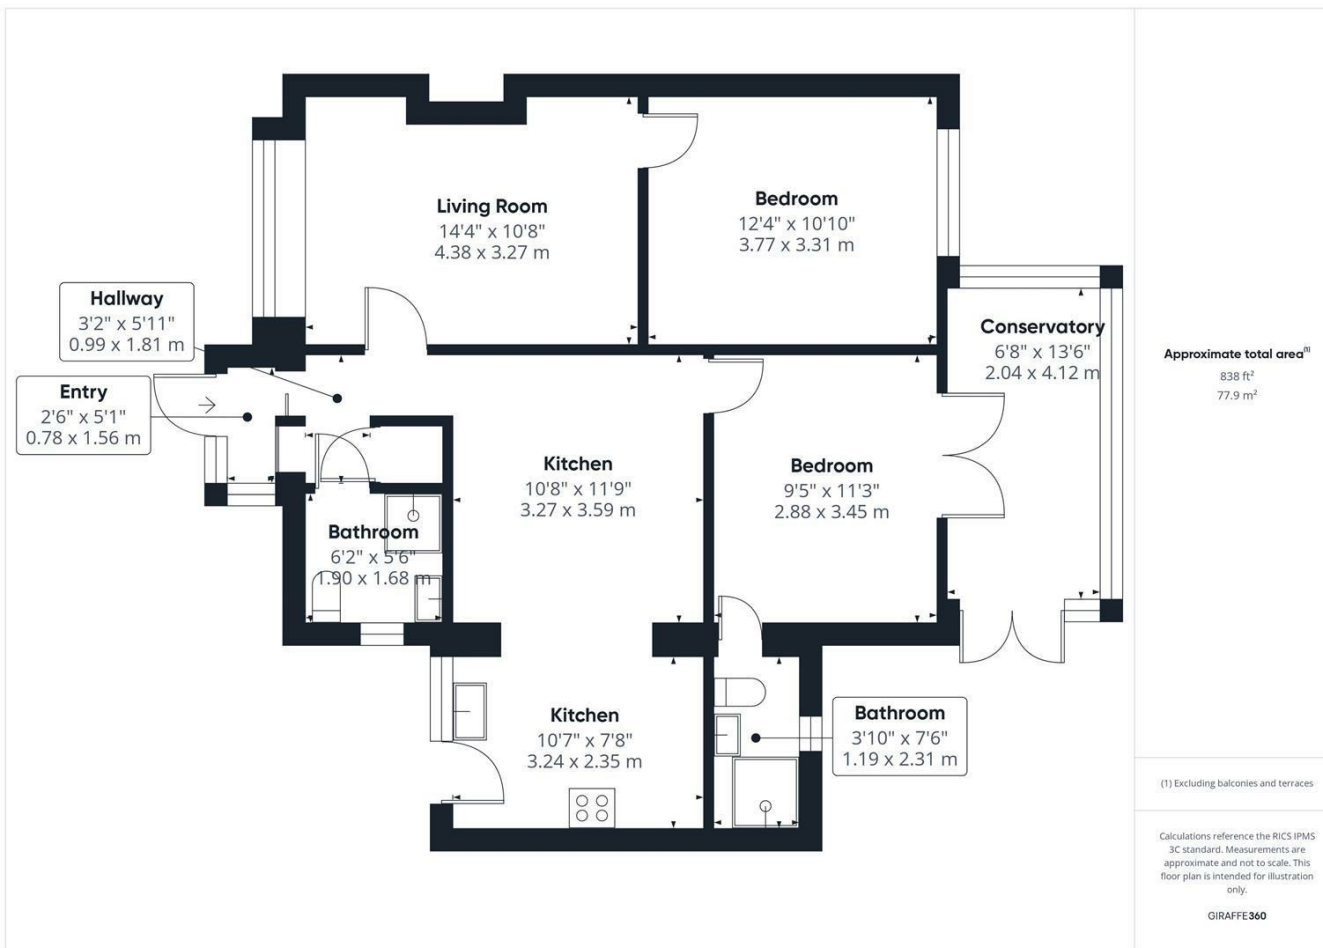 Living Room
14'4" x 10'8"
4.38 x 3.27 m
Bedroom
12'4" x 10'10"
3.77 x 3.31 m
Hallway
3'2" x 5'11"
0.99 x 1.81 m
Entry
2'6" x 5'1"
0.78 x 1.56 m
Conservatory
6'8" x 13'6"
2.04 x 4.12 m
Kitchen
10'8" x 11'9"
3.27 x 3.59 m
Bedroom
9'5" x 11'3"
2.88 x 3.45 m
Bathroom
6'2" x 5'6"
1.90 x 1.68 m
Kitchen
10'7" x 7'8"
3.24 x 2.35 m
Bathroom
3'10" x 7'6"
1.19 x 2.31 m
Approximate total area⁽¹⁾
838 ft²
77.9 m²
(1) Excluding balconies and terraces
Calculations reference the RICS IPMS
3C standard. Measurements are
approximate and not to scale. This
floor plan is intended for illustration
only.
GIRAFFE360